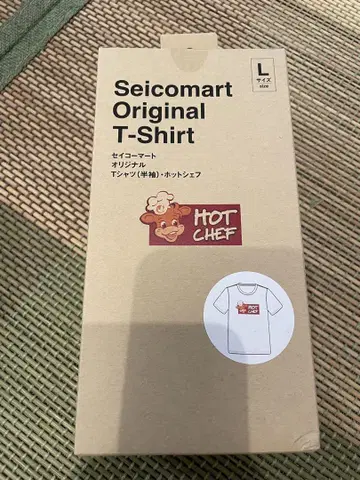 Seicomart
Original
T-Shirt
L
サイズ
size
セイコーマート
オリジナル
Tシャツ(半袖)・ホットシェフ
HOT
CHEF
HOT
CHEF